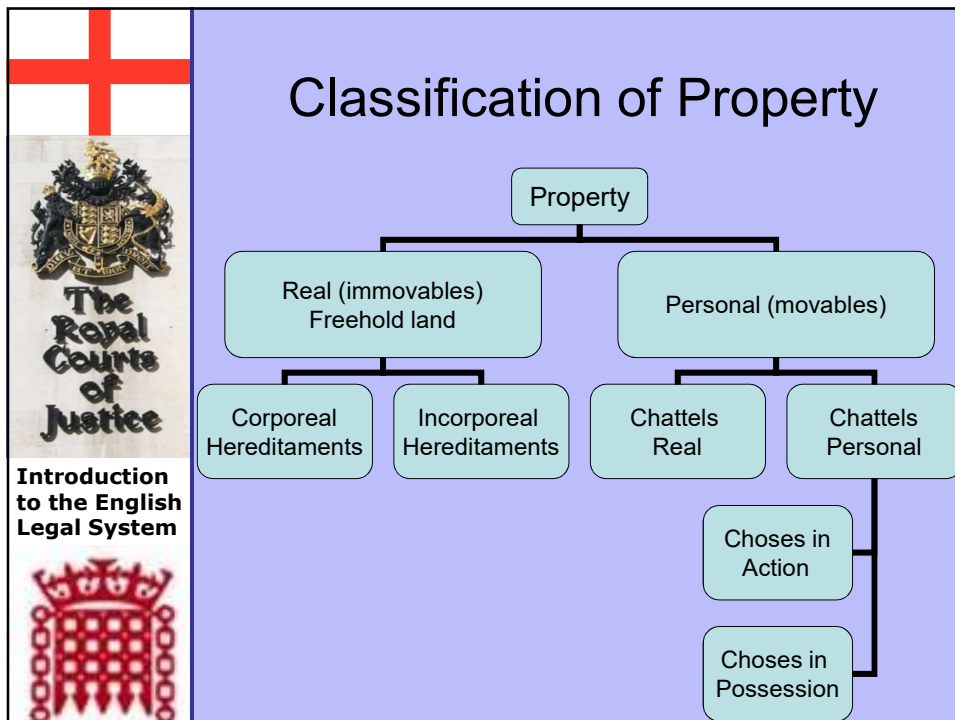 Classification of Property
Property
Real (immovables)
Freehold land
Personal (movables)
Corporeal
Hereditaments
Incorporeal
Hereditaments
Chattels
Real
Chattels
Personal
Choses in
Action
Choses in
Possession
The
Royal
Courts
of
Justice
Introduction
to the English
Legal System